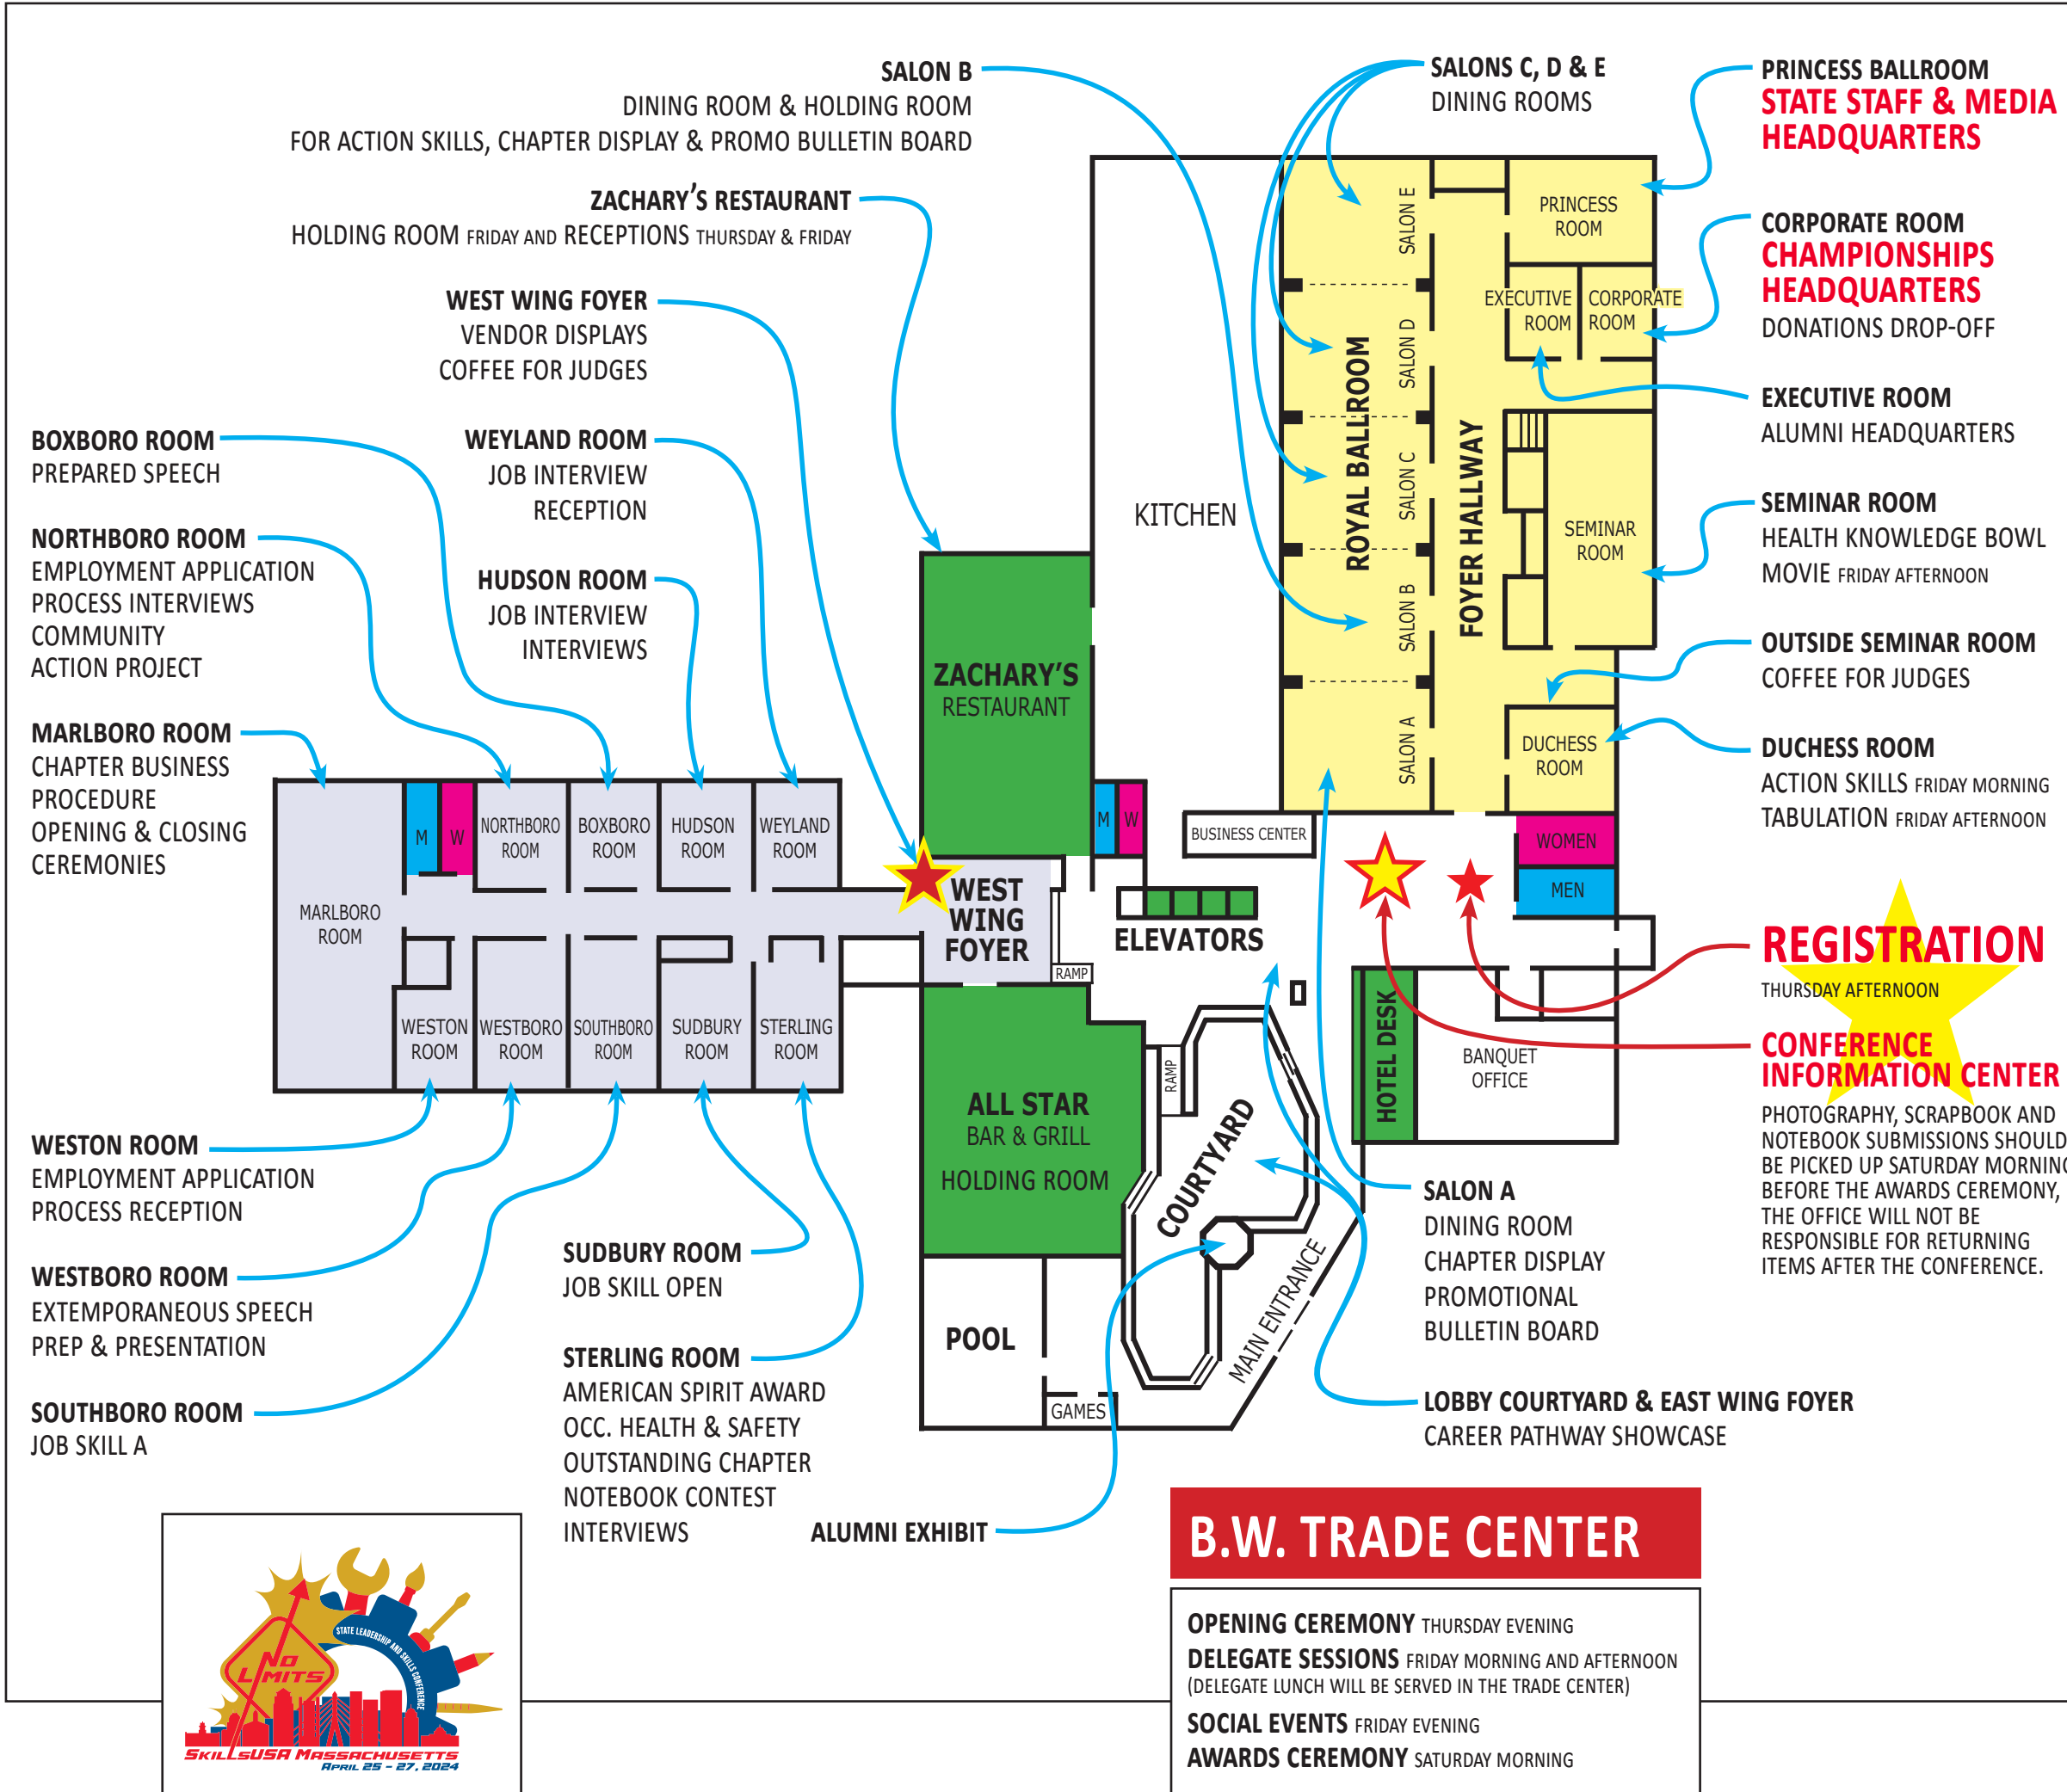 SALON B
DINING ROOM & HOLDING ROOM
FOR ACTION SKILLS, CHAPTER DISPLAY & PROMO BULLETIN BOARD
ZACHARY'S RESTAURANT
HOLDING ROOM FRIDAY AND RECEPTIONS THURSDAY & FRIDAY
WEST WING FOYER
VENDOR DISPLAYS
COFFEE FOR JUDGES
WEYLAND ROOM
JOB INTERVIEW
RECEPTION
HUDSON ROOM
JOB INTERVIEW
INTERVIEWS
BOXBORO ROOM
PREPARED SPEECH
NORTHBORO ROOM
EMPLOYMENT APPLICATION
PROCESS INTERVIEWS
COMMUNITY
ACTION PROJECT
MARLBORO ROOM
CHAPTER BUSINESS
PROCEDURE
OPENING & CLOSING
CEREMONIES
SALONS C, D & E
DINING ROOMS
PRINCESS BALLROOM
STATE STAFF & MEDIA
HEADQUARTERS
CORPORATE ROOM
CHAMPIONSHIPS
HEADQUARTERS
DONATIONS DROP-OFF
EXECUTIVE ROOM
ALUMNI HEADQUARTERS
SEMINAR ROOM
HEALTH KNOWLEDGE BOWL
MOVIE FRIDAY AFTERNOON
OUTSIDE SEMINAR ROOM
COFFEE FOR JUDGES
DUCHESS ROOM
ACTION SKILLS FRIDAY MORNING
TABULATION FRIDAY AFTERNOON
REGISTRATION
THURSDAY AFTERNOON
CONFERENCE
INFORMATION CENTER
PHOTOGRAPHY, SCRAPBOOK AND
NOTEBOOK SUBMISSIONS SHOULD
BE PICKED UP SATURDAY MORNING
BEFORE THE AWARDS CEREMONY,
THE OFFICE WILL NOT BE
RESPONSIBLE FOR RETURNING
ITEMS AFTER THE CONFERENCE.
KITCHEN
ROYAL BALLROOM
FOYER HALLWAY
SALON E
SALON D
SALON C
SALON B
SALON A
PRINCESS
ROOM
EXECUTIVE
ROOM
CORPORATE
ROOM
SEMINAR
ROOM
DUCHESS
ROOM
ZACHARY'S
RESTAURANT
M
W
BUSINESS CENTER
WOMEN
MEN
MARLBORO
ROOM
M
W
NORTHBORO
ROOM
BOXBORO
ROOM
HUDSON
ROOM
WEYLAND
ROOM
WEST
WING
FOYER
RAMP
ELEVATORS
WESTON
ROOM
WESTBORO
ROOM
SOUTHBORO
ROOM
SUDBURY
ROOM
STERLING
ROOM
ALL STAR
BAR & GRILL
HOLDING ROOM
RAMP
COURTYARD
HOTEL DESK
BANQUET
OFFICE
MAIN ENTRANCE
POOL
GAMES
WESTON ROOM
EMPLOYMENT APPLICATION
PROCESS RECEPTION
WESTBORO ROOM
EXTEMPORANEOUS SPEECH
PREP & PRESENTATION
SOUTHBORO ROOM
JOB SKILL A
SUDBURY ROOM
JOB SKILL OPEN
STERLING ROOM
AMERICAN SPIRIT AWARD
OCC. HEALTH & SAFETY
OUTSTANDING CHAPTER
NOTEBOOK CONTEST
INTERVIEWS
ALUMNI EXHIBIT
SALON A
DINING ROOM
CHAPTER DISPLAY
PROMOTIONAL
BULLETIN BOARD
LOBBY COURTYARD & EAST WING FOYER
CAREER PATHWAY SHOWCASE
B.W. TRADE CENTER
OPENING CEREMONY THURSDAY EVENING
DELEGATE SESSIONS FRIDAY MORNING AND AFTERNOON
(DELEGATE LUNCH WILL BE SERVED IN THE TRADE CENTER)
SOCIAL EVENTS FRIDAY EVENING
AWARDS CEREMONY SATURDAY MORNING
STATE LEADERSHIP AND SKILLS CONFERENCE
NO
LIMITS
SKILLSUSA MASSACHUSETTS
APRIL 25 - 27, 2024